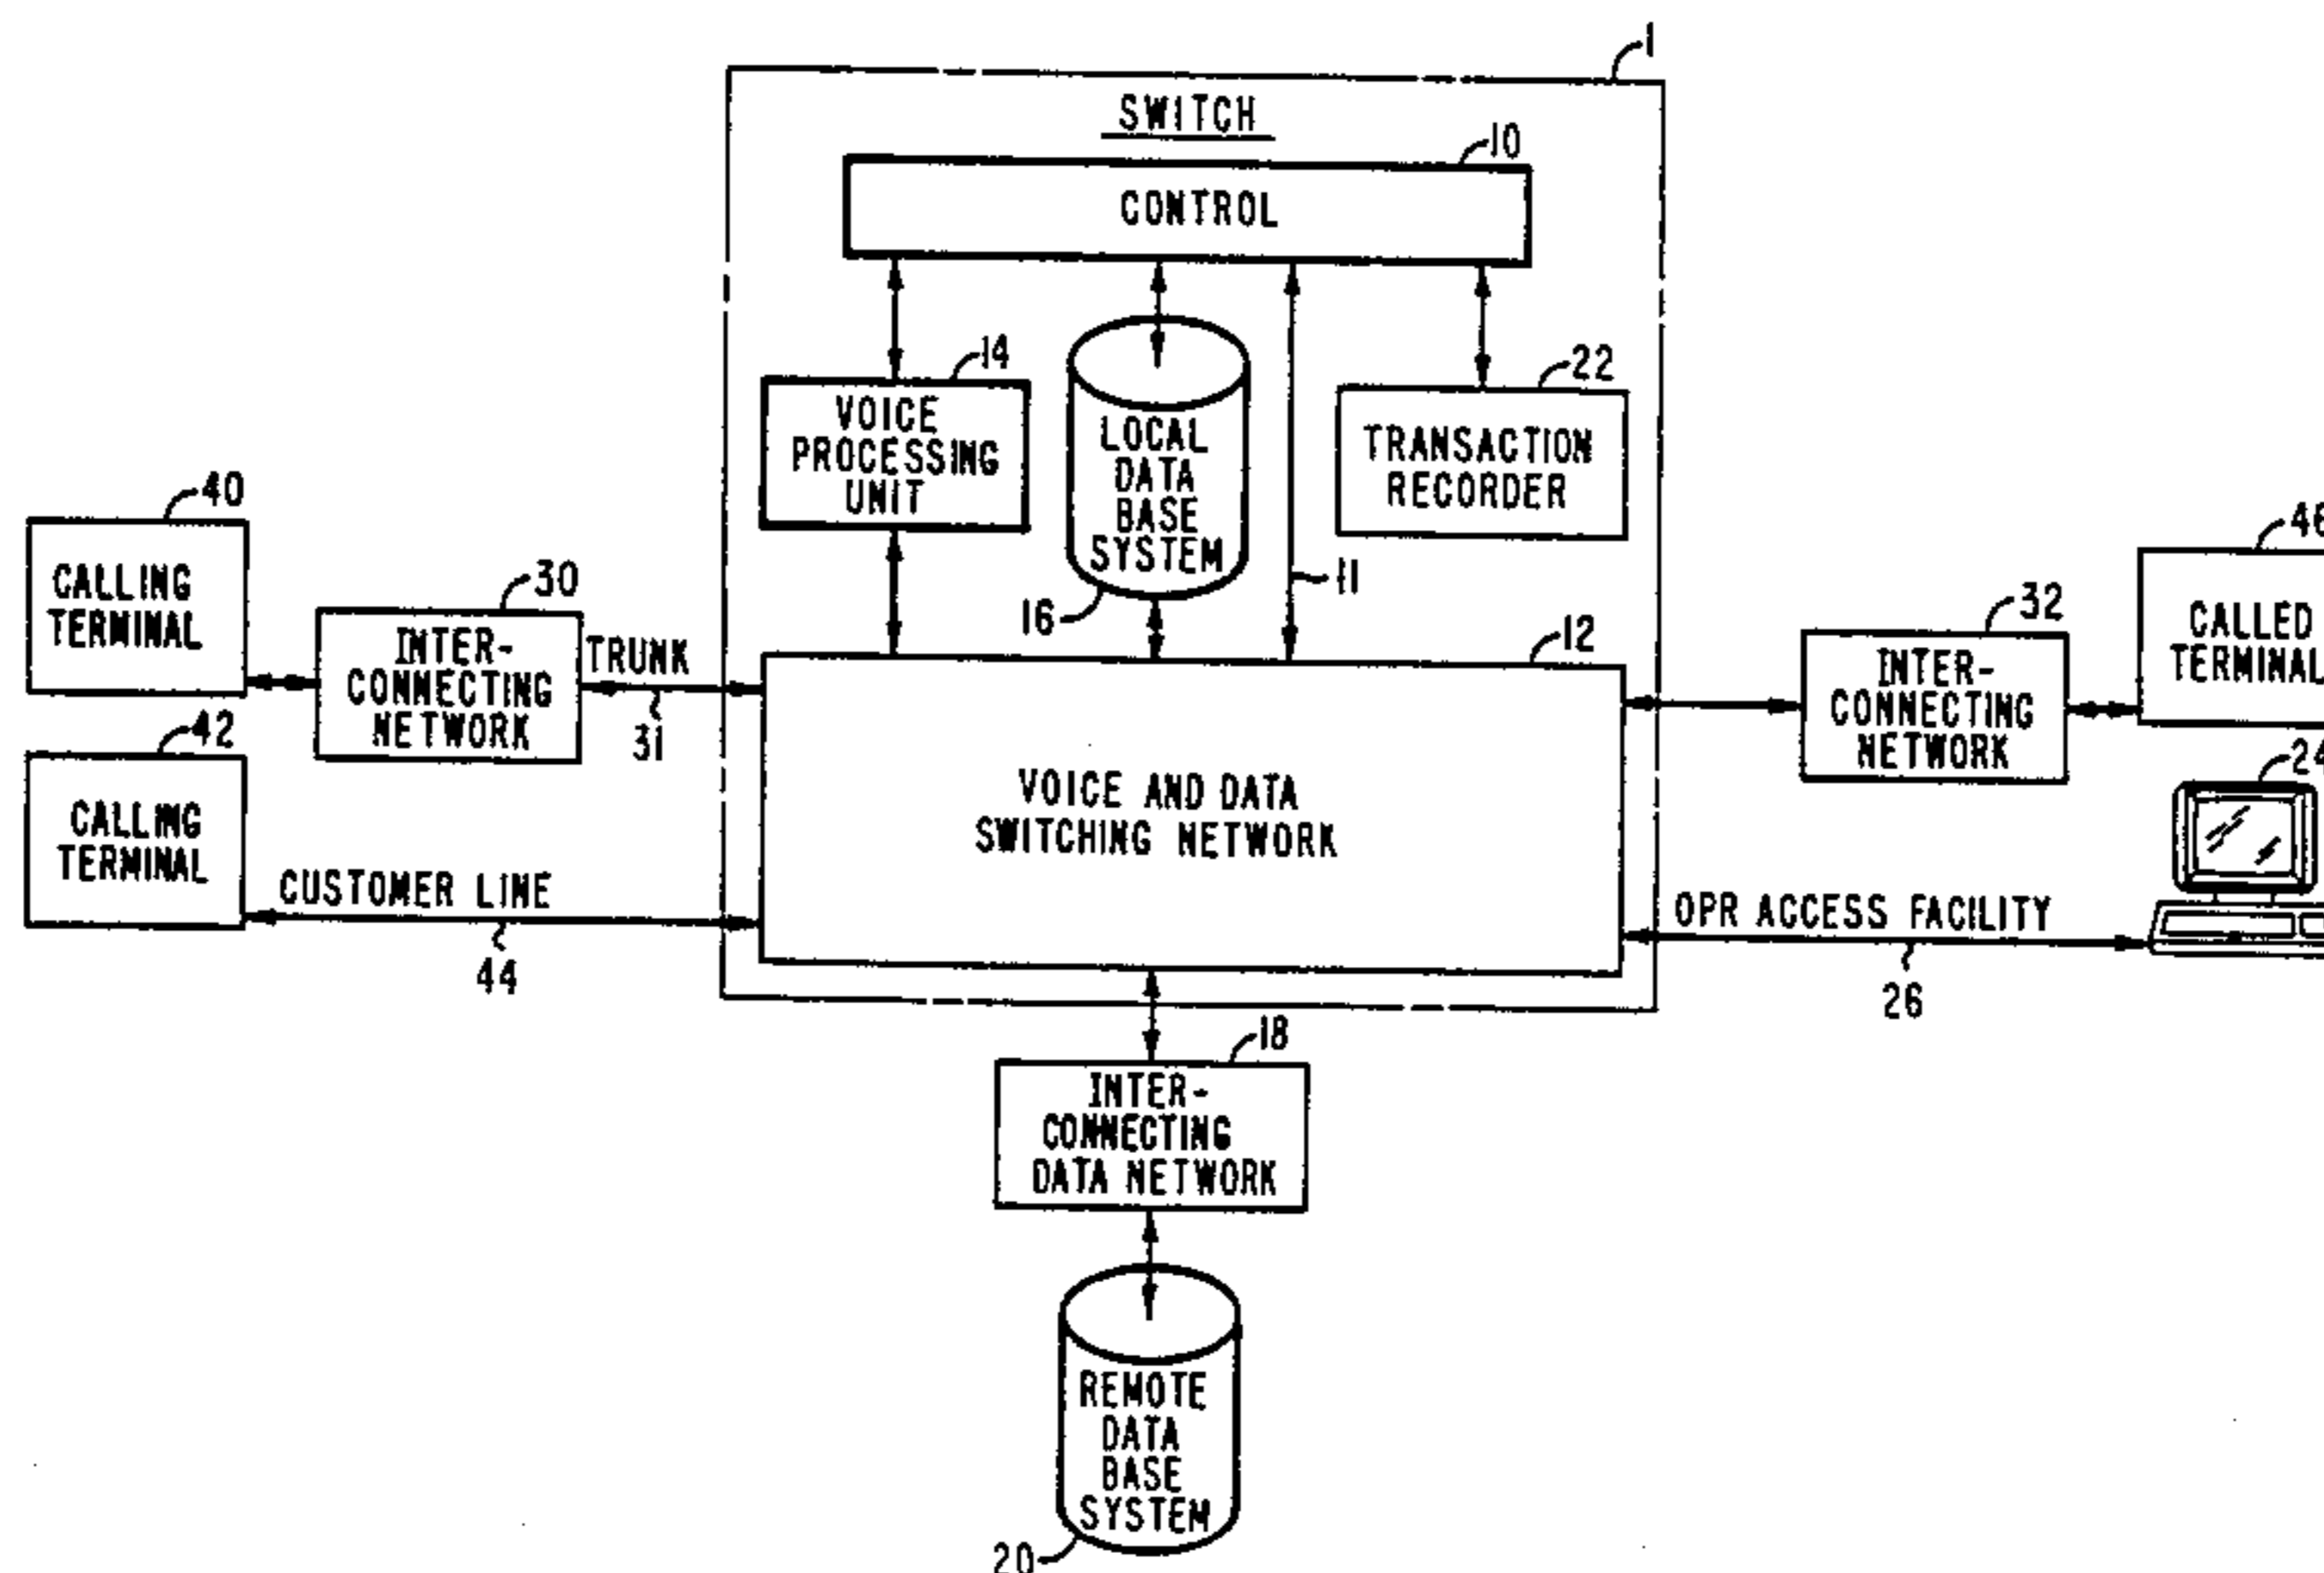 1
SWITCH
10
CONTROL
14
VOICE
PROCESSING
UNIT
LOCAL
DATA
BASE
SYSTEM
16
11
22
TRANSACTION
RECORDER
40
CALLING
TERMINAL
30
INTER-
CONNECTING
NETWORK
TRUNK
31
12
VOICE AND DATA
SWITCHING NETWORK
32
INTER-
CONNECTING
NETWORK
46
CALLED
TERMINAL
42
CALLING
TERMINAL
CUSTOMER LINE
44
24
OPR ACCESS FACILITY
26
18
INTER-
CONNECTING
DATA NETWORK
REMOTE
DATA
BASE
SYSTEM
20